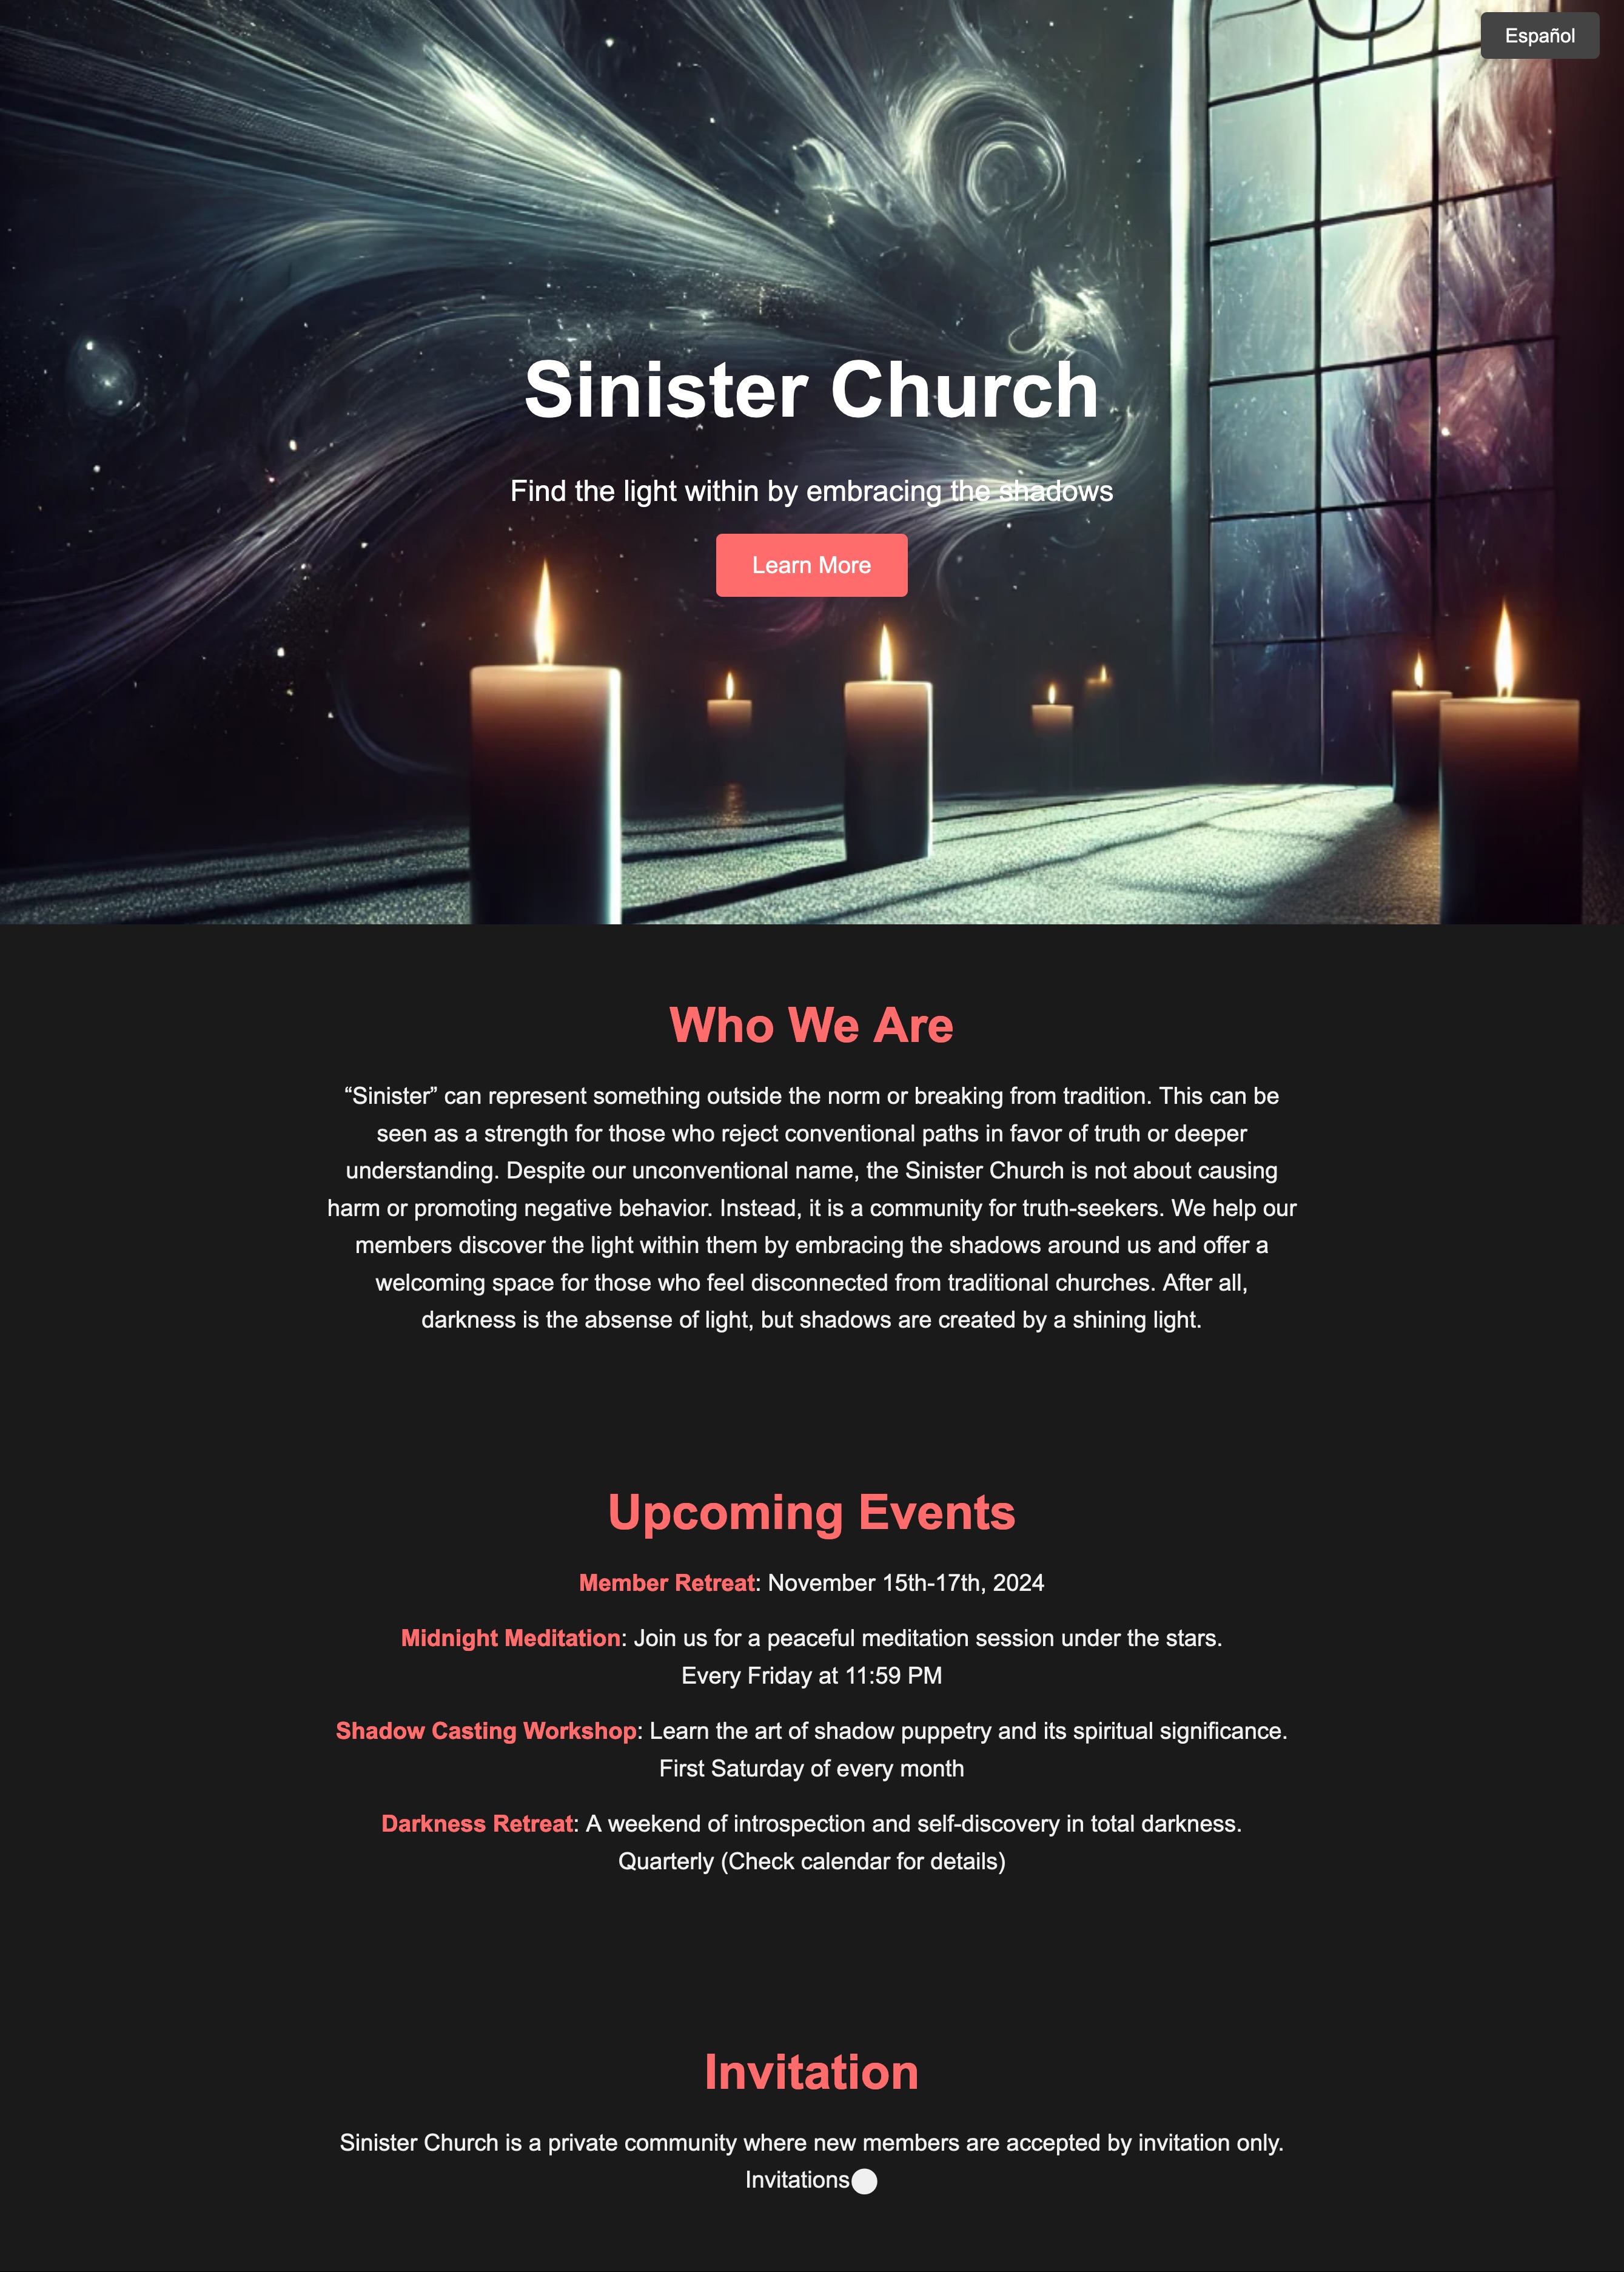 Español
Sinister Church
Find the light within by embracing the shadows
Learn More
Who We Are
“Sinister” can represent something outside the norm or breaking from tradition. This can be
seen as a strength for those who reject conventional paths in favor of truth or deeper
understanding. Despite our unconventional name, the Sinister Church is not about causing
harm or promoting negative behavior. Instead, it is a community for truth-seekers. We help our
members discover the light within them by embracing the shadows around us and offer a
welcoming space for those who feel disconnected from traditional churches. After all,
darkness is the absense of light, but shadows are created by a shining light.
Upcoming Events
Member Retreat: November 15th-17th, 2024
Midnight Meditation: Join us for a peaceful meditation session under the stars.
Every Friday at 11:59 PM
Shadow Casting Workshop: Learn the art of shadow puppetry and its spiritual significance.
First Saturday of every month
Darkness Retreat: A weekend of introspection and self-discovery in total darkness.
Quarterly (Check calendar for details)
Invitation
Sinister Church is a private community where new members are accepted by invitation only.
Invitations